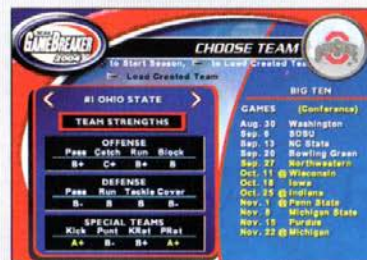 NCAA
GAMEBREAKER
2004
CHOOSE TEAM
to Start Season, to Load Created Team
Load Created Team
#1 OHIO STATE
TEAM STRENGTHS
OFFENSE
Pass Catch Run Block
B+ C+ B+ B
DEFENSE
Pass Run Tackle Cover
B- B B B-
SPECIAL TEAMS
Kick Punt KRat PRat
A+ B- B+ A+
BIG TEN
GAMES (Conference)
Aug. 30 Washington
Sep. 6 SDSU
Sep. 13 NC State
Sep. 20 Bowling Green
Sep. 27 Northwestern
Oct. 11 @ Wisconsin
Oct. 18 Iowa
Oct. 25 @ Indiana
Nov. 1 @ Penn State
Nov. 8 Michigan State
Nov. 15 Purdue
Nov. 22 @ Michigan